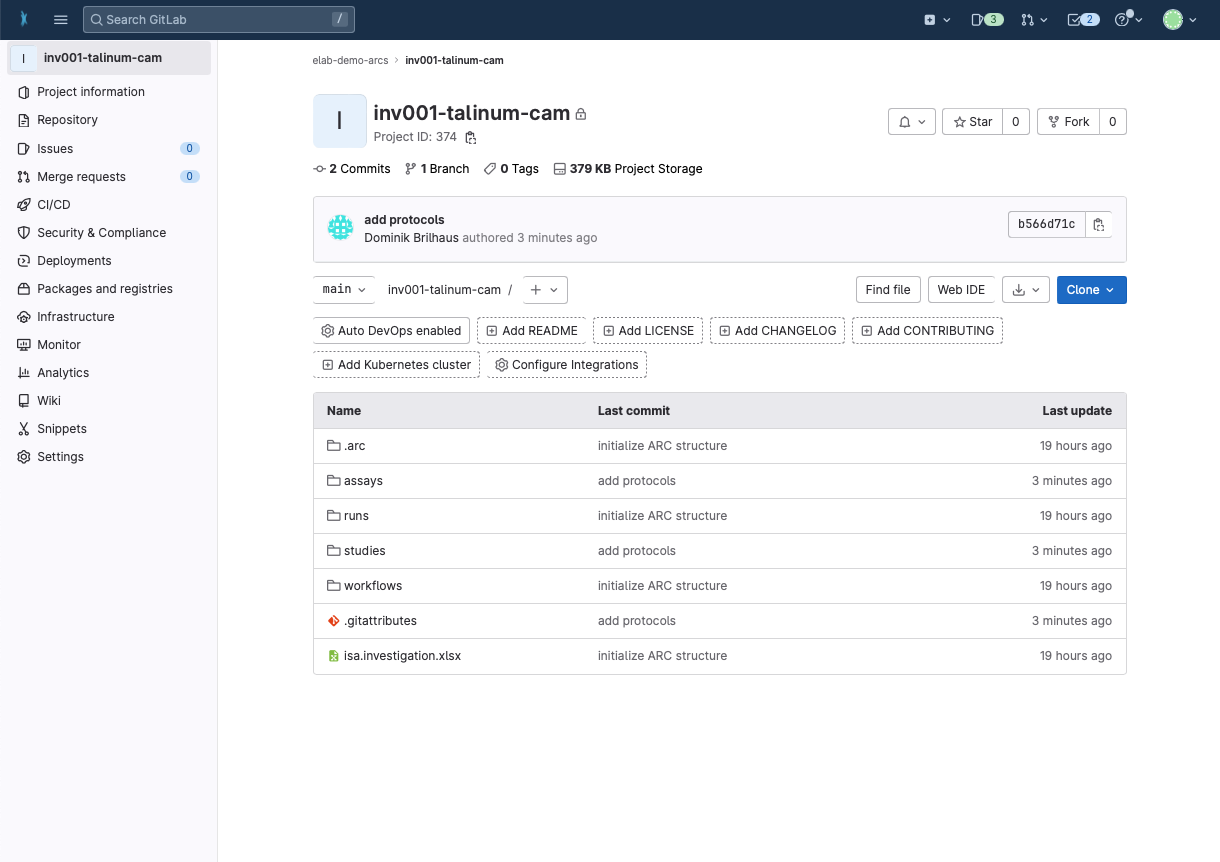 Search GitLab /
3
2
I inv001-talinum-cam
Project information
Repository
Issues 0
Merge requests 0
CI/CD
Security & Compliance
Deployments
Packages and registries
Infrastructure
Monitor
Analytics
Wiki
Snippets
Settings
elab-demo-arcs › inv001-talinum-cam
I
inv001-talinum-cam
Project ID: 374
Star 0
Fork 0
2 Commits 1 Branch 0 Tags 379 KB Project Storage
add protocols
Dominik Brilhaus authored 3 minutes ago
b566d71c
main inv001-talinum-cam / + Find file Web IDE Clone
Auto DevOps enabled Add README Add LICENSE Add CHANGELOG Add CONTRIBUTING
Add Kubernetes cluster Configure Integrations
Name Last commit Last update
.arc initialize ARC structure 19 hours ago
assays add protocols 3 minutes ago
runs initialize ARC structure 19 hours ago
studies add protocols 3 minutes ago
workflows initialize ARC structure 19 hours ago
.gitattributes add protocols 3 minutes ago
isa.investigation.xlsx initialize ARC structure 19 hours ago